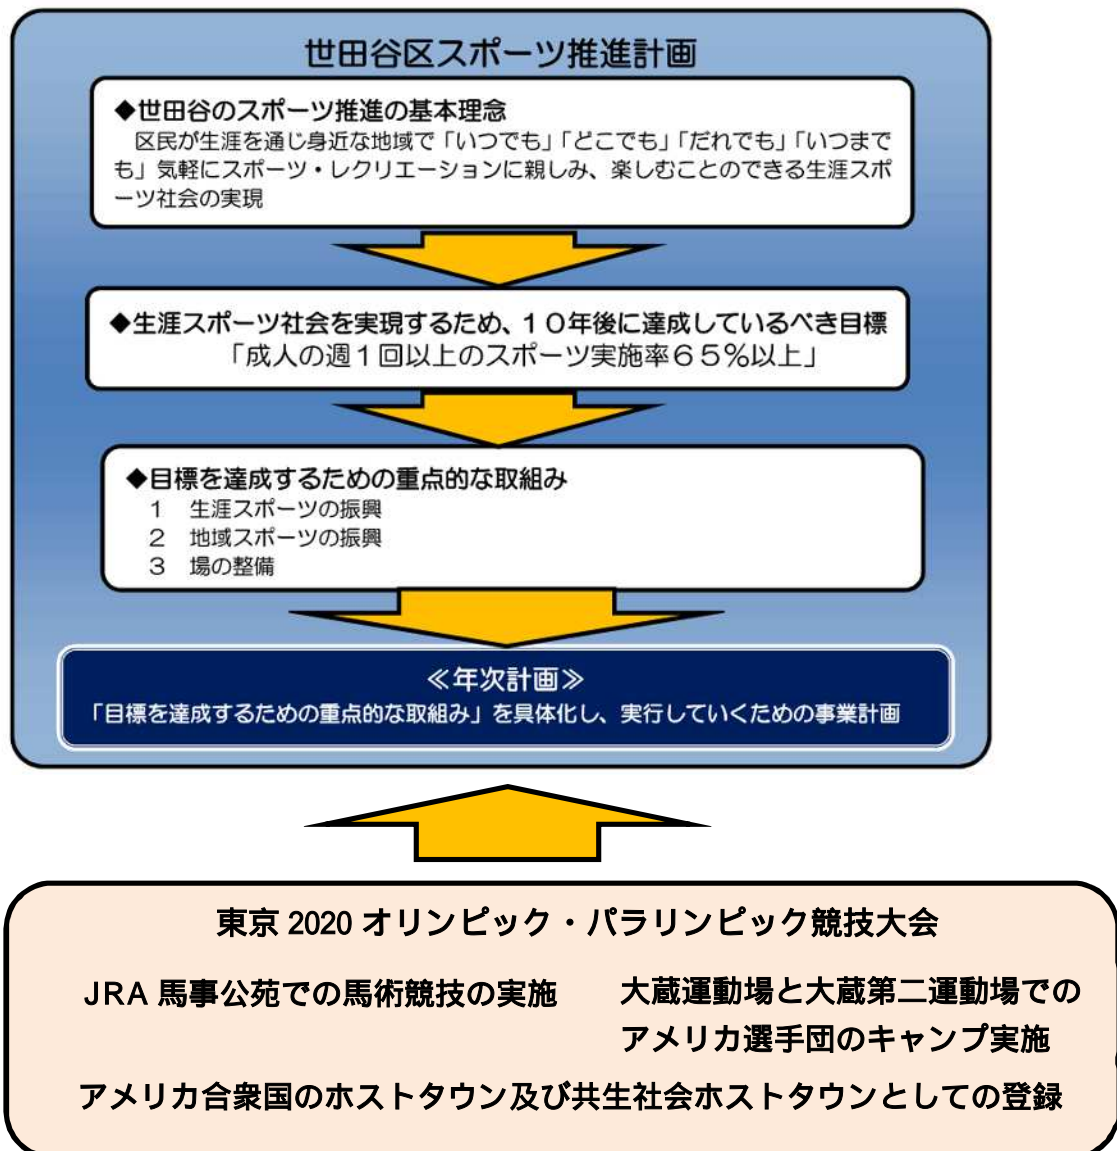 世田谷区スポーツ推進計画
◆世田谷のスポーツ推進の基本理念
区民が生涯を通じ身近な地域で「いつでも」「どこでも」「だれでも」「いつまで
も」気軽にスポーツ・レクリエーションに親しみ、楽しむことのできる生涯スポ
ーツ社会の実現
◆生涯スポーツ社会を実現するため、10年後に達成しているべき目標
「成人の週1回以上のスポーツ実施率65%以上」
◆目標を達成するための重点的な取組み
1 生涯スポーツの振興
2 地域スポーツの振興
3 場の整備
≪年次計画≫
「目標を達成するための重点的な取組み」を具体化し、実行していくための事業計画
東京 2020 オリンピック・パラリンピック競技大会
JRA 馬事公苑での馬術競技の実施
大蔵運動場と大蔵第二運動場での
アメリカ選手団のキャンプ実施
アメリカ合衆国のホストタウン及び共生社会ホストタウンとしての登録